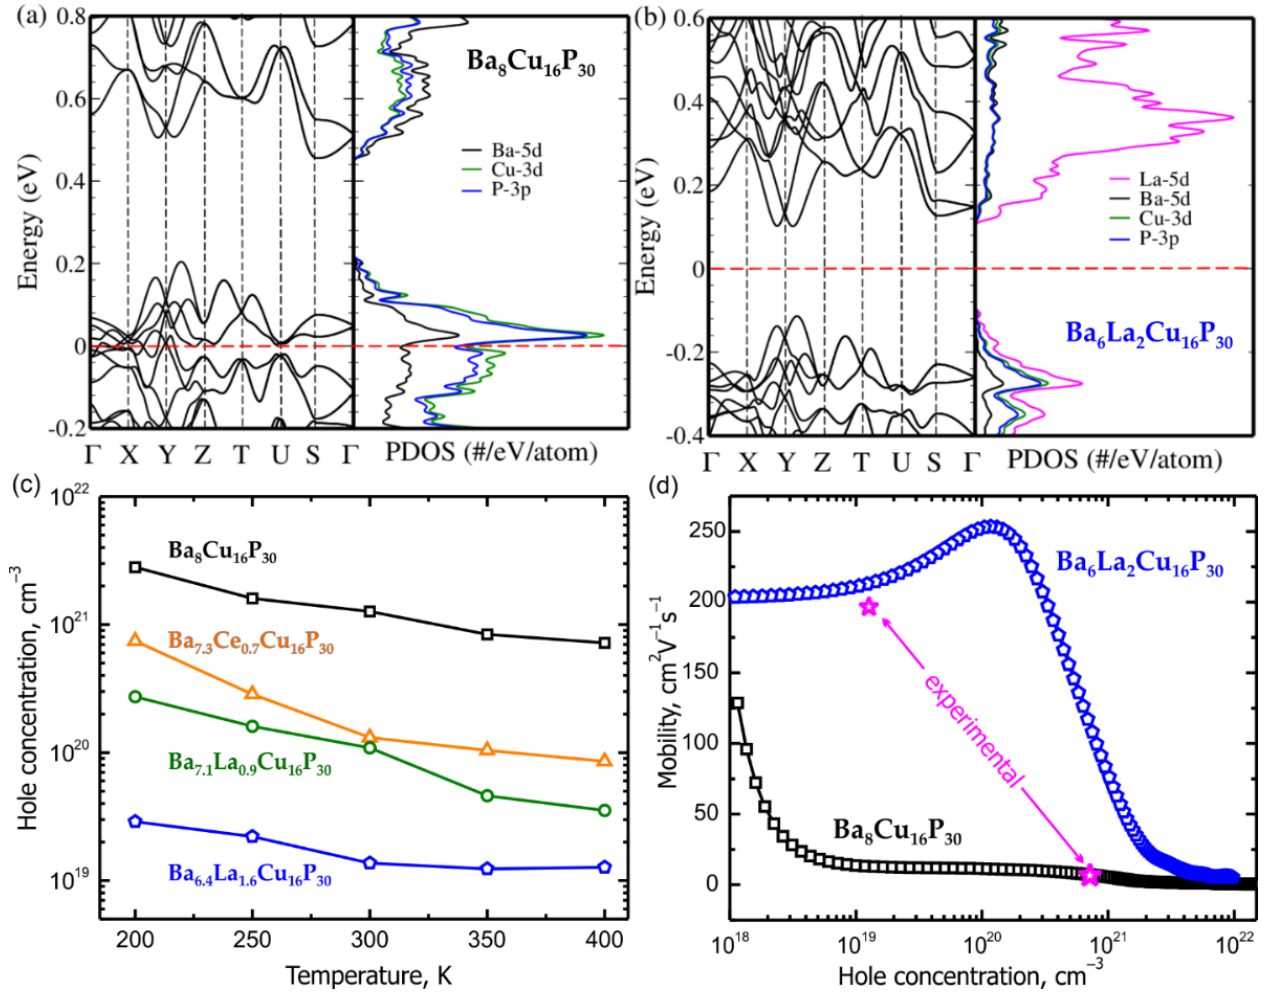 (a)
0.8
0.6
0.4
0.2
0
-0.2
Energy (eV)
Ba8Cu16P30
Ba-5d
Cu-3d
P-3p
Γ X Y Z T U S Γ
PDOS (#/eV/atom)
(b)
0.6
0.4
0.2
0
-0.2
-0.4
Energy (eV)
La-5d
Ba-5d
Cu-3d
P-3p
Ba6La2Cu16P30
Γ X Y Z T U S Γ
PDOS (#/eV/atom)
(c)
10^22
10^21
10^20
10^19
Hole concentration, cm^−3
Ba8Cu16P30
Ba7.3Ce0.7Cu16P30
Ba7.1La0.9Cu16P30
Ba6.4La1.6Cu16P30
200 250 300 350 400
Temperature, K
(d)
250
200
150
100
50
0
Mobility, cm^2V^−1s^−1
Ba6La2Cu16P30
experimental
Ba8Cu16P30
10^18 10^19 10^20 10^21 10^22
Hole concentration, cm^−3